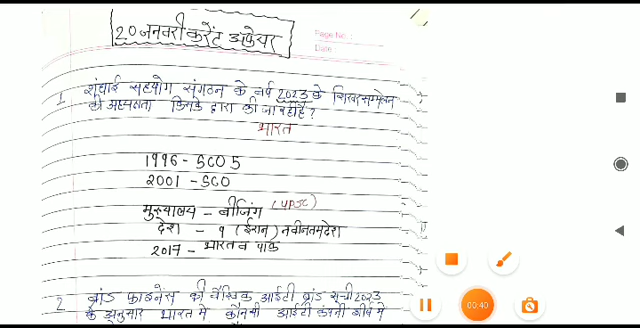 20 जनवरी करेंट अफेयर
Page No.:
Date
1 शंघाई सहयोग संगठन के वर्ष 2023 के शिखर सम्मेलन
की अध्यक्षता किसके द्वारा की जा रही है?
भारत
1996 - SCO 5
2001 - SCO
मुख्यालय - बीजिंग (UPSC)
देश - 9 (ईरान) नवीनतम देश
2017 - भारत व पाक
2 ब्रांड फाइनेंस की वैश्विक आईटी ब्रांड सूची 2023
के अनुसार भारत में कौनसी आईटी कंपनी शीर्ष में
00:40